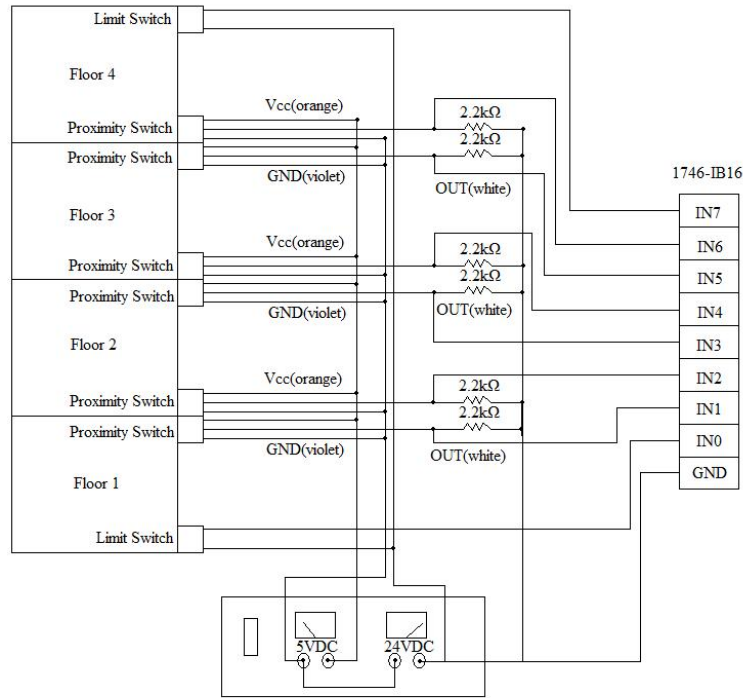 Limit Switch
Floor 4
Vcc(orange)
2.2kΩ
Proximity Switch
2.2kΩ
Proximity Switch
GND(violet)
OUT(white)
1746-IB16
IN7
Floor 3
Vcc(orange)
IN6
2.2kΩ
Proximity Switch
2.2kΩ
IN5
Proximity Switch
GND(violet)
OUT(white)
IN4
Floor 2
IN3
Vcc(orange)
IN2
2.2kΩ
Proximity Switch
2.2kΩ
IN1
Proximity Switch
GND(violet)
OUT(white)
IN0
Floor 1
GND
Limit Switch
5VDC
24VDC